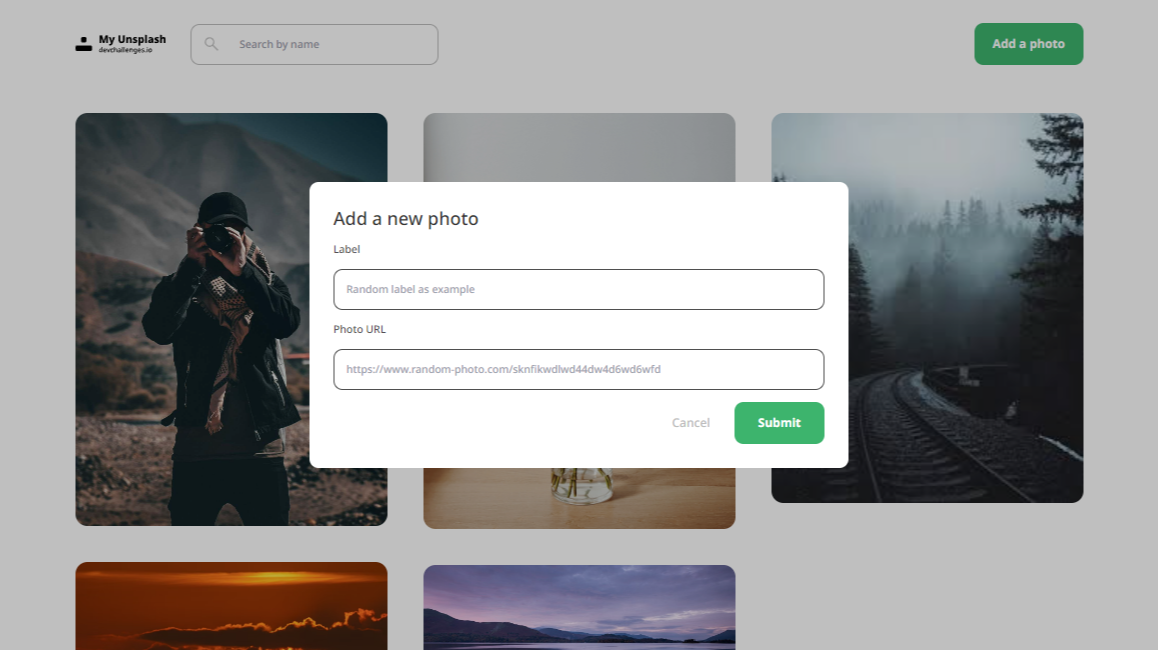 My Unsplash
devchallenges.io
Search by name
Add a photo
Add a new photo
Label
Random label as example
Photo URL
https://www.random-photo.com/sknfikwdlwd44dw4d6wd6wfd
Cancel
Submit